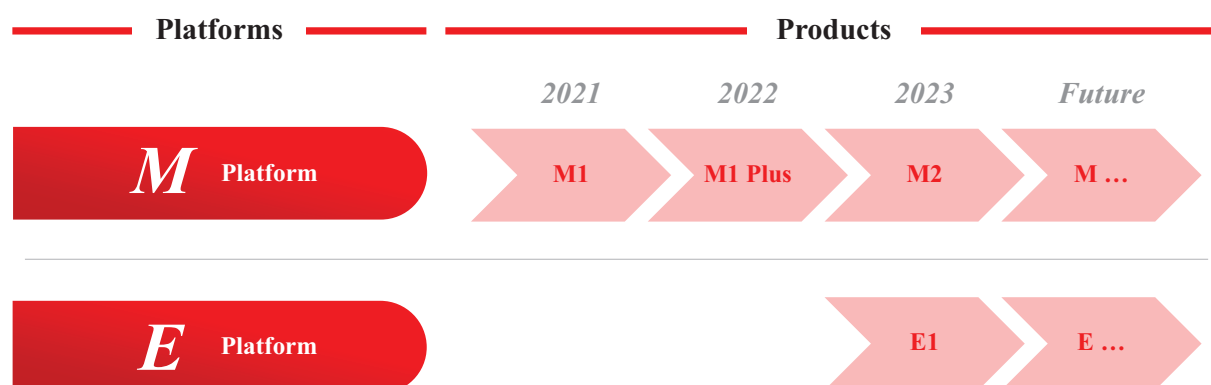 Platforms Products
2021 2022 2023 Future
M Platform M1 M1 Plus M2 M …
E Platform E1 E …